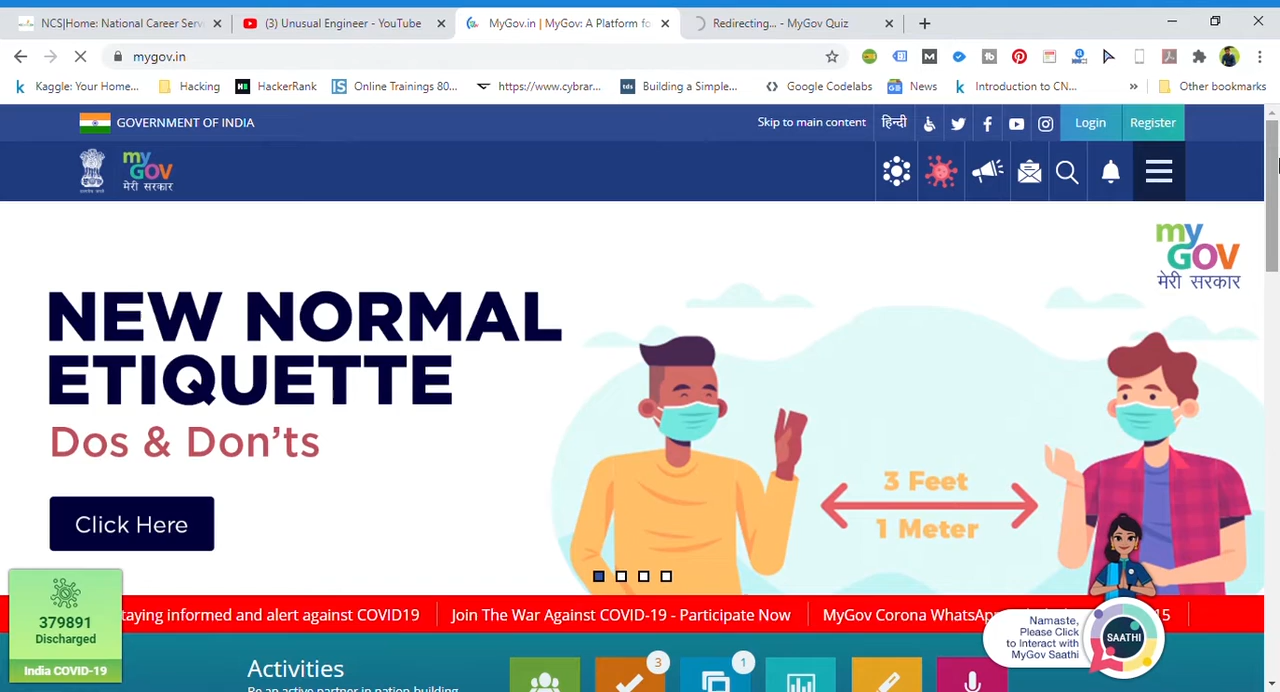 NCS|Home: National Career Serv
(3) Unusual Engineer - YouTube
MyGov.in | MyGov: A Platform fo
Redirecting... - MyGov Quiz
mygov.in
Kaggle: Your Home...
Hacking
HackerRank
Online Trainings 80...
https://www.cybrar...
Building a Simple...
Google Codelabs
News
Introduction to CN...
Other bookmarks
GOVERNMENT OF INDIA
Skip to main content
हिन्दी
Login
Register
my
GOV
मेरी सरकार
my
GOV
मेरी सरकार
NEW NORMAL
ETIQUETTE
Dos & Don'ts
Click Here
3 Feet
1 Meter
379891
Discharged
India COVID-19
taying informed and alert against COVID19
Join The War Against COVID-19 - Participate Now
MyGov Corona WhatsApp
15
Namaste,
Please Click
to Interact with
MyGov Saathi
SAATHI
Activities
3
1